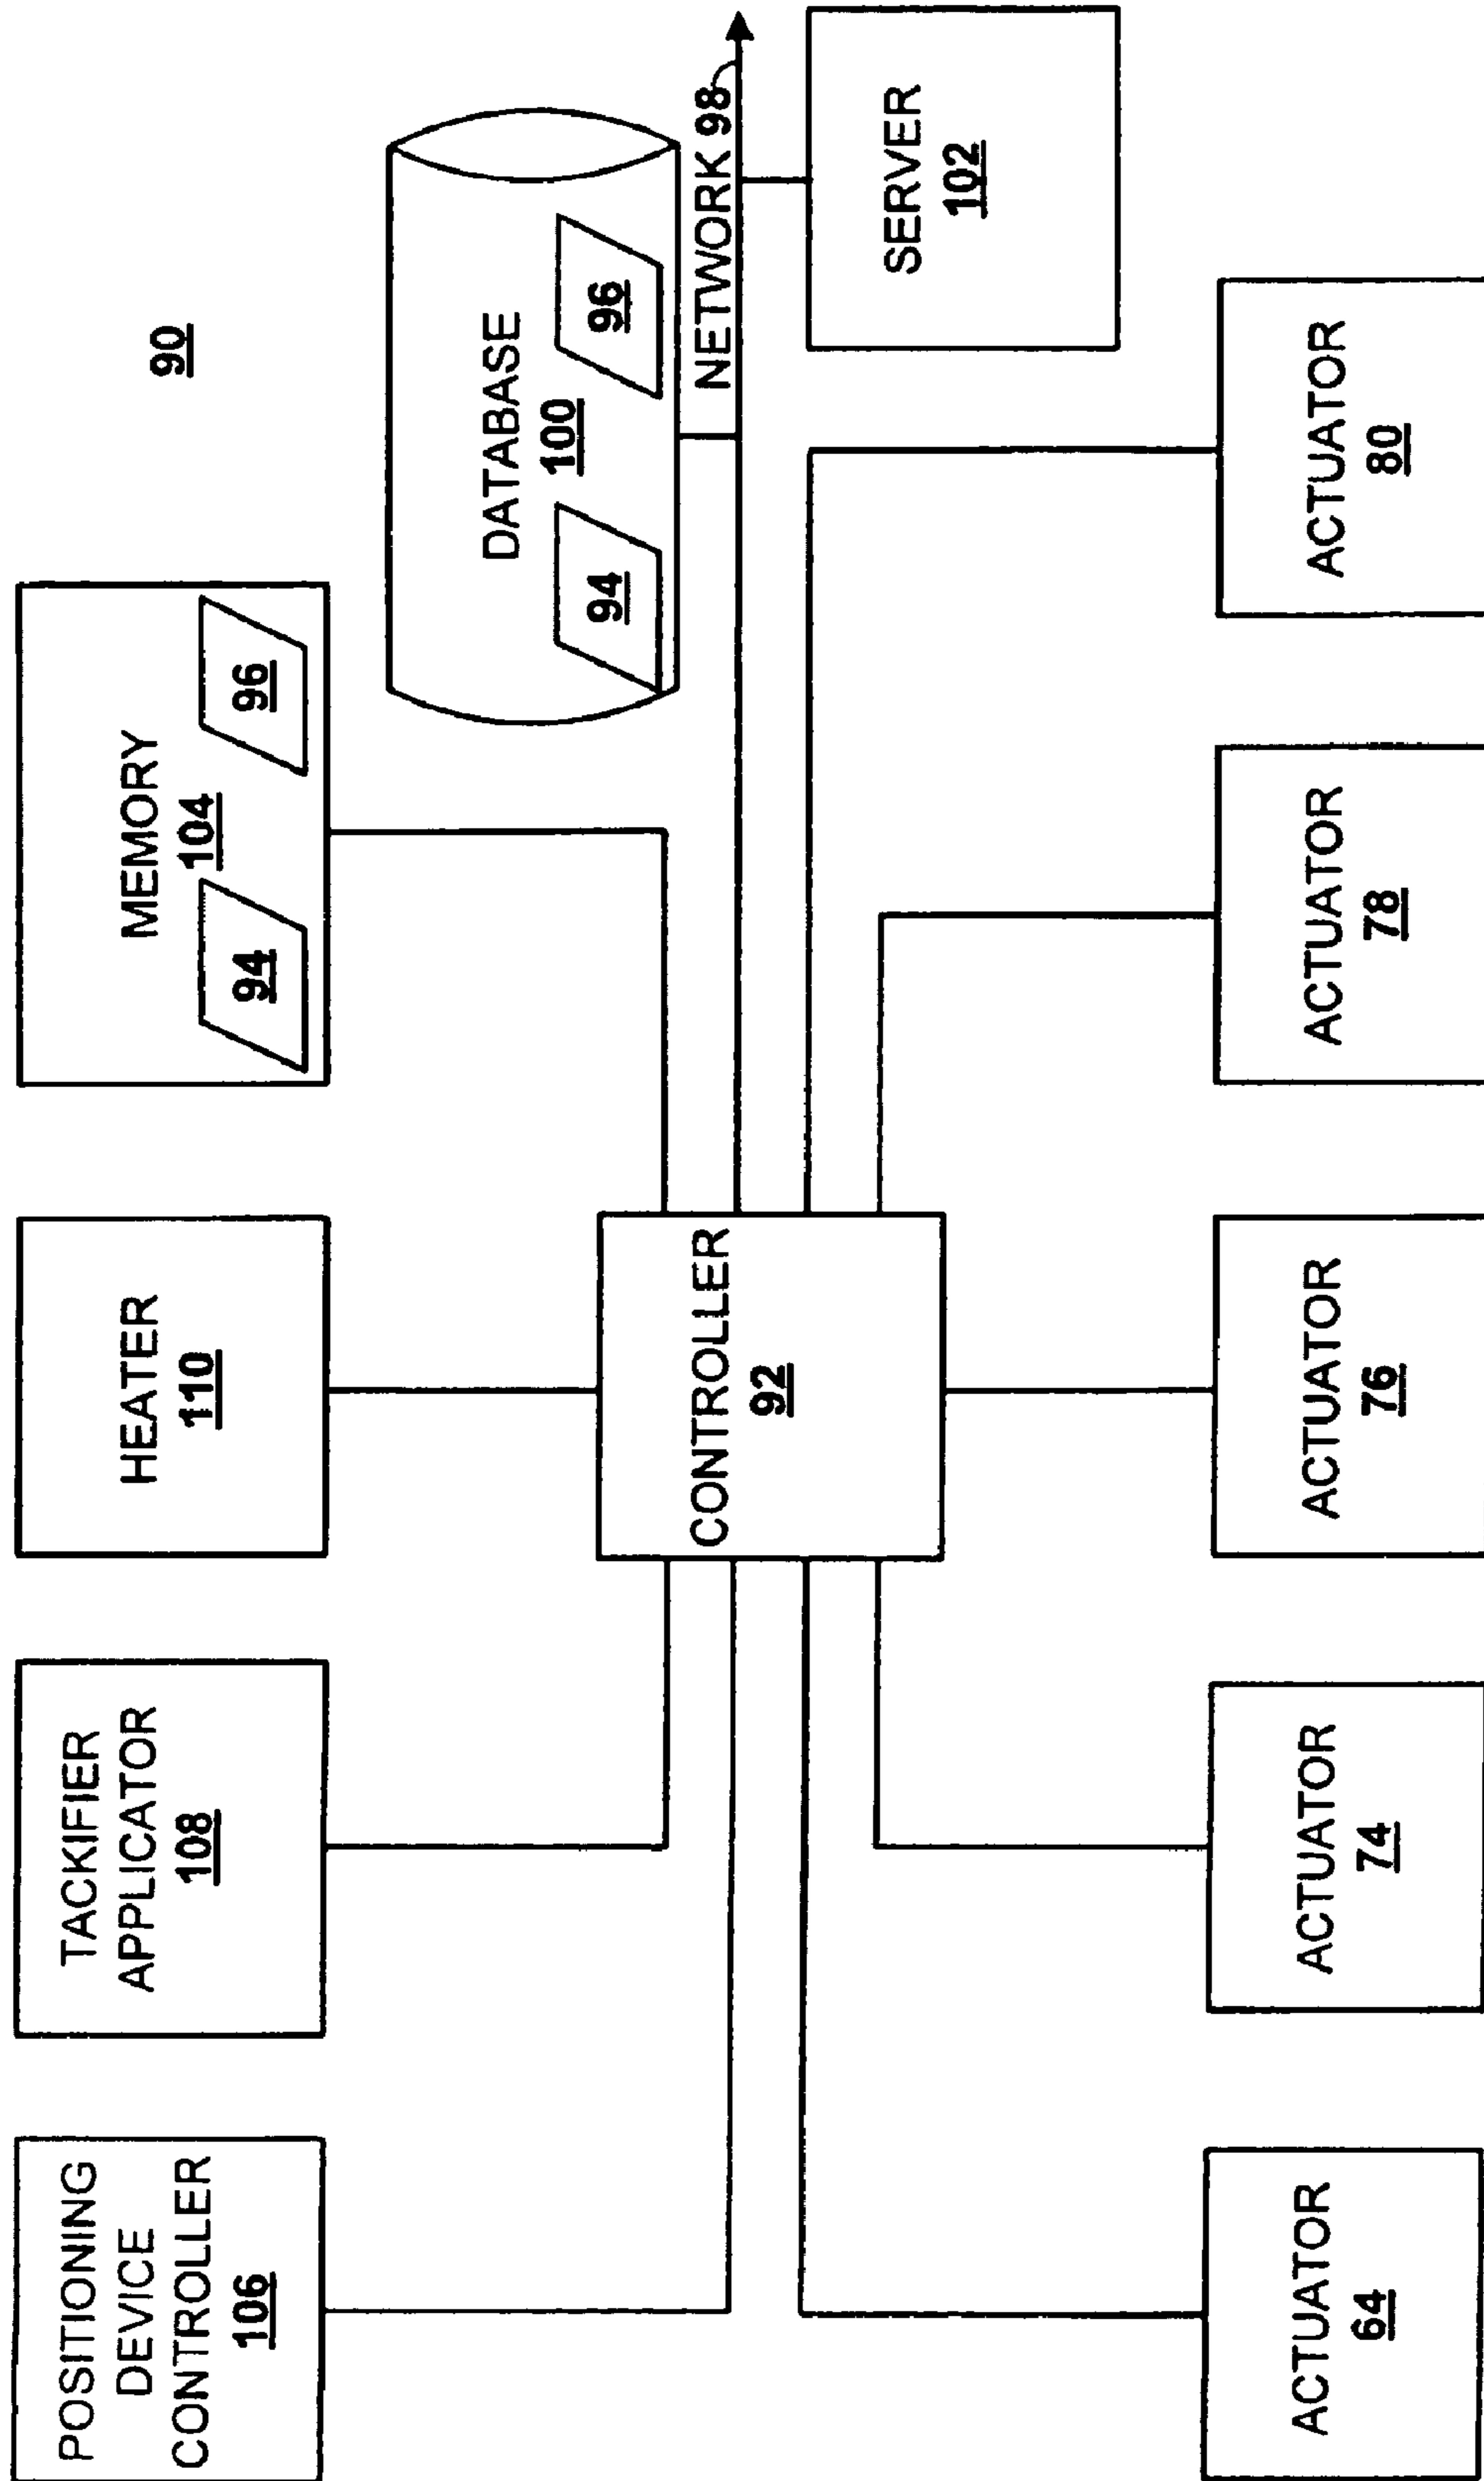 90
POSITIONING
DEVICE
CONTROLLER
106
TACKIFIER
APPLICATOR
108
HEATER
110
MEMORY
104
94
96
DATABASE
100
94
96
NETWORK 98
SERVER
102
CONTROLLER
92
ACTUATOR
64
ACTUATOR
74
ACTUATOR
76
ACTUATOR
78
ACTUATOR
80